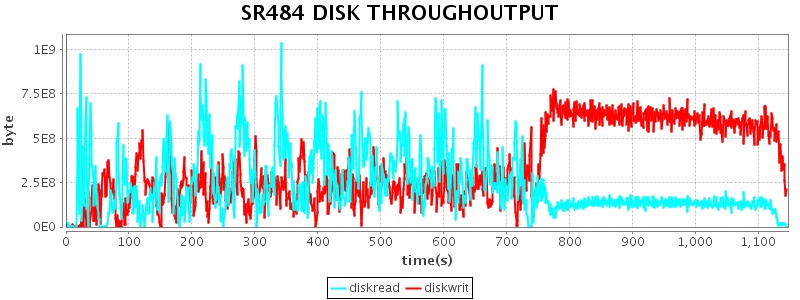 SR484 DISK THROUGHOUTPUT
1E9
7.5E8
5E8
2.5E8
0E0
byte
0 100 200 300 400 500 600 700 800 900 1,000 1,100
time(s)
diskread diskwrit